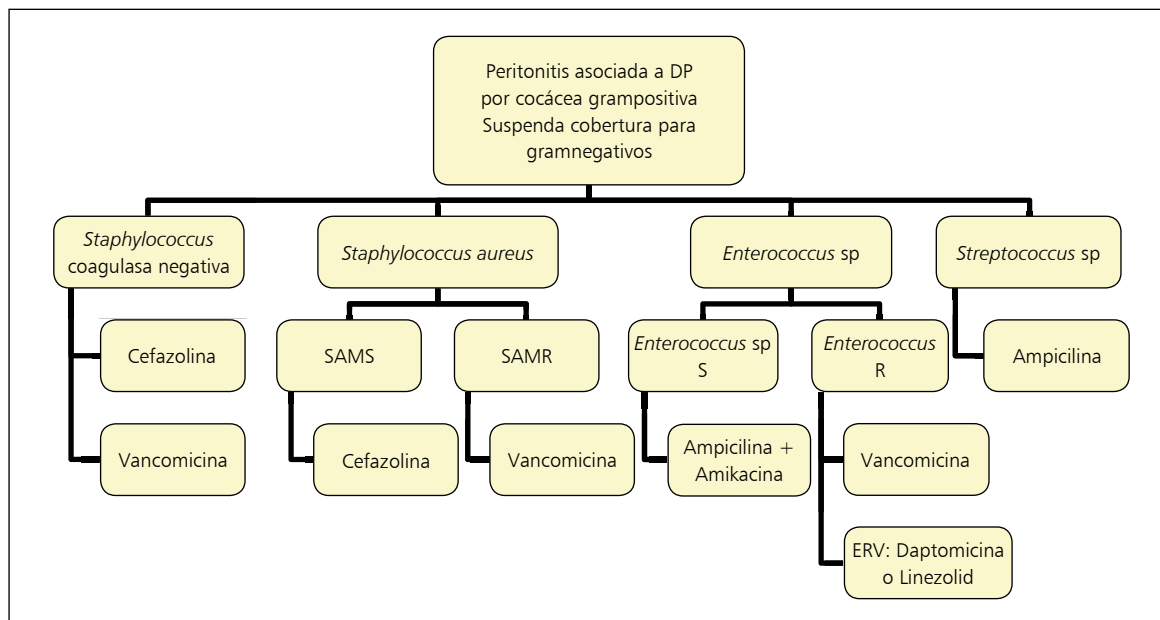 Peritonitis asociada a DP
por cocácea grampositiva
Suspenda cobertura para
gramnegativos
Staphylococcus
coagulasa negativa
Staphylococcus aureus
Enterococcus sp
Streptococcus sp
Cefazolina
SAMS
SAMR
Enterococcus sp
S
Enterococcus
R
Ampicilina
Vancomicina
Cefazolina
Vancomicina
Ampicilina +
Amikacina
Vancomicina
ERV: Daptomicina
o Linezolid